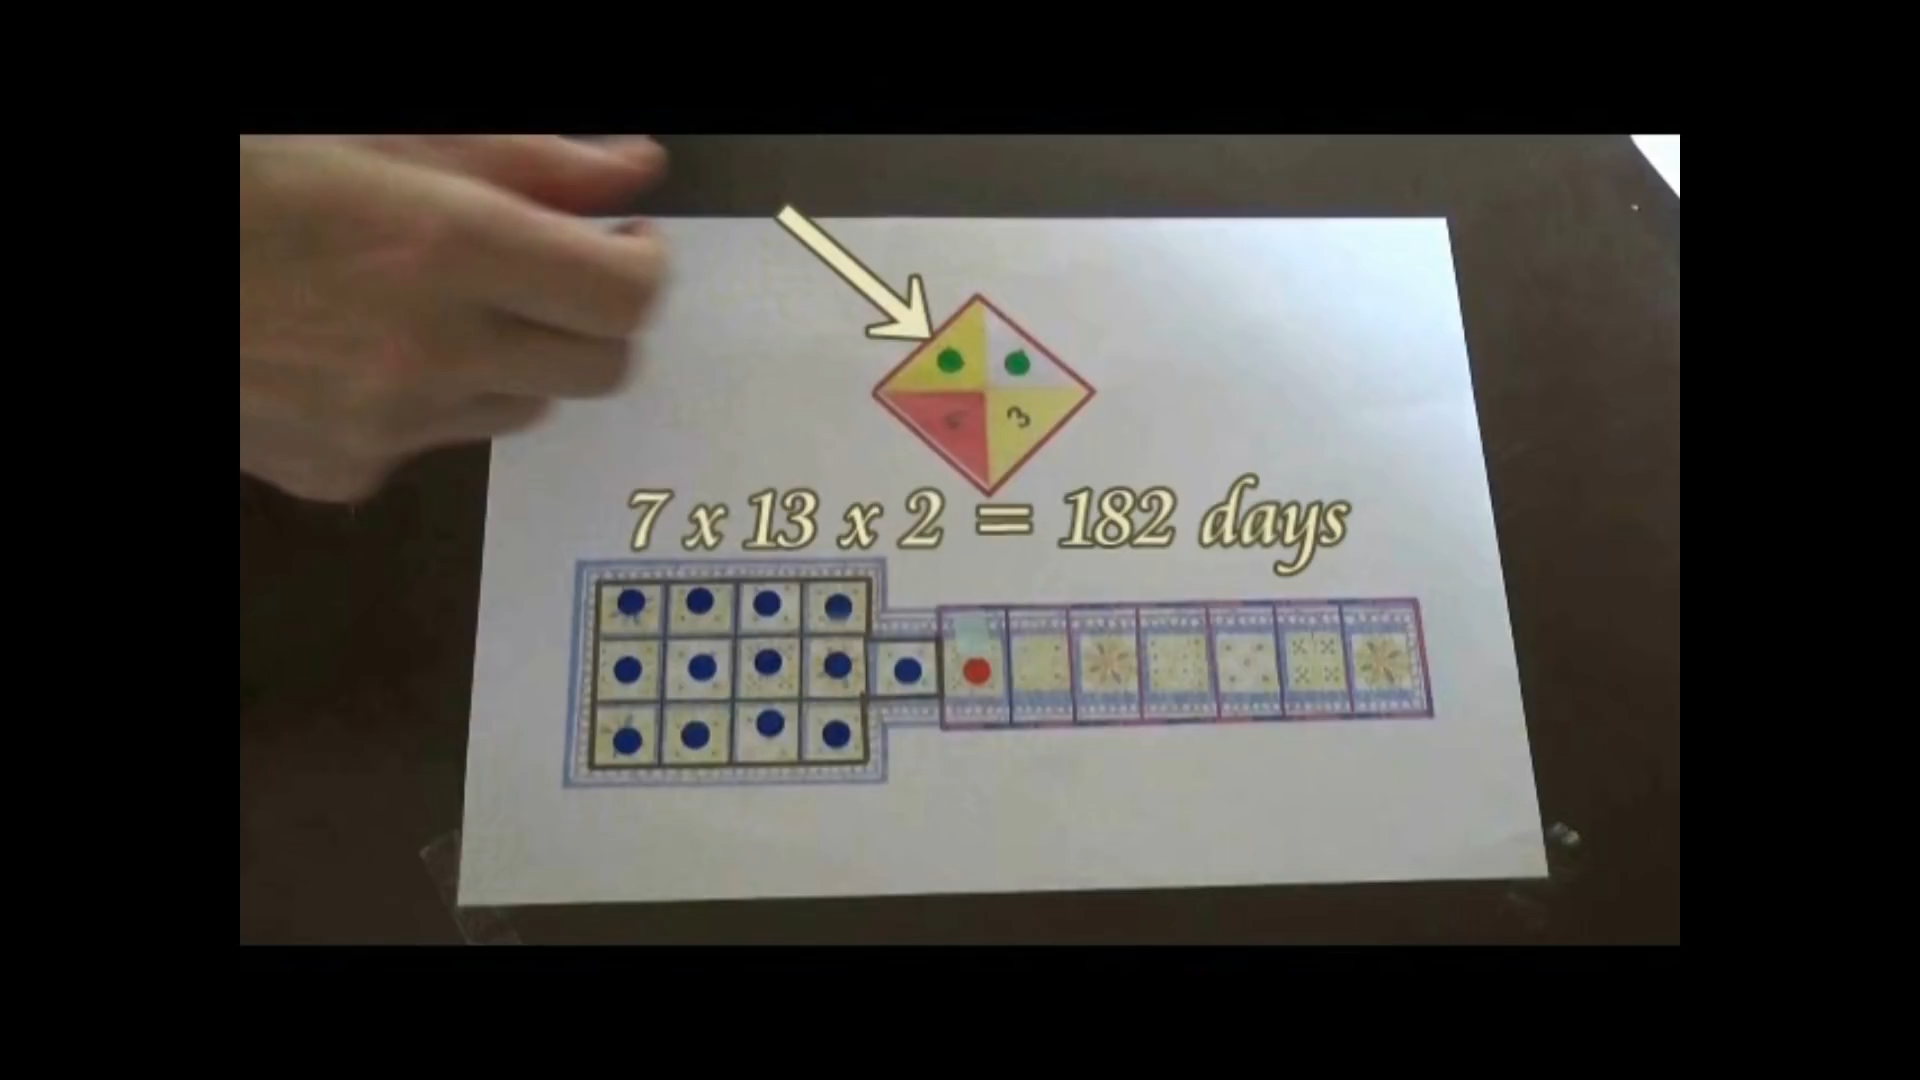 3
7 x 13 x 2 = 182 days